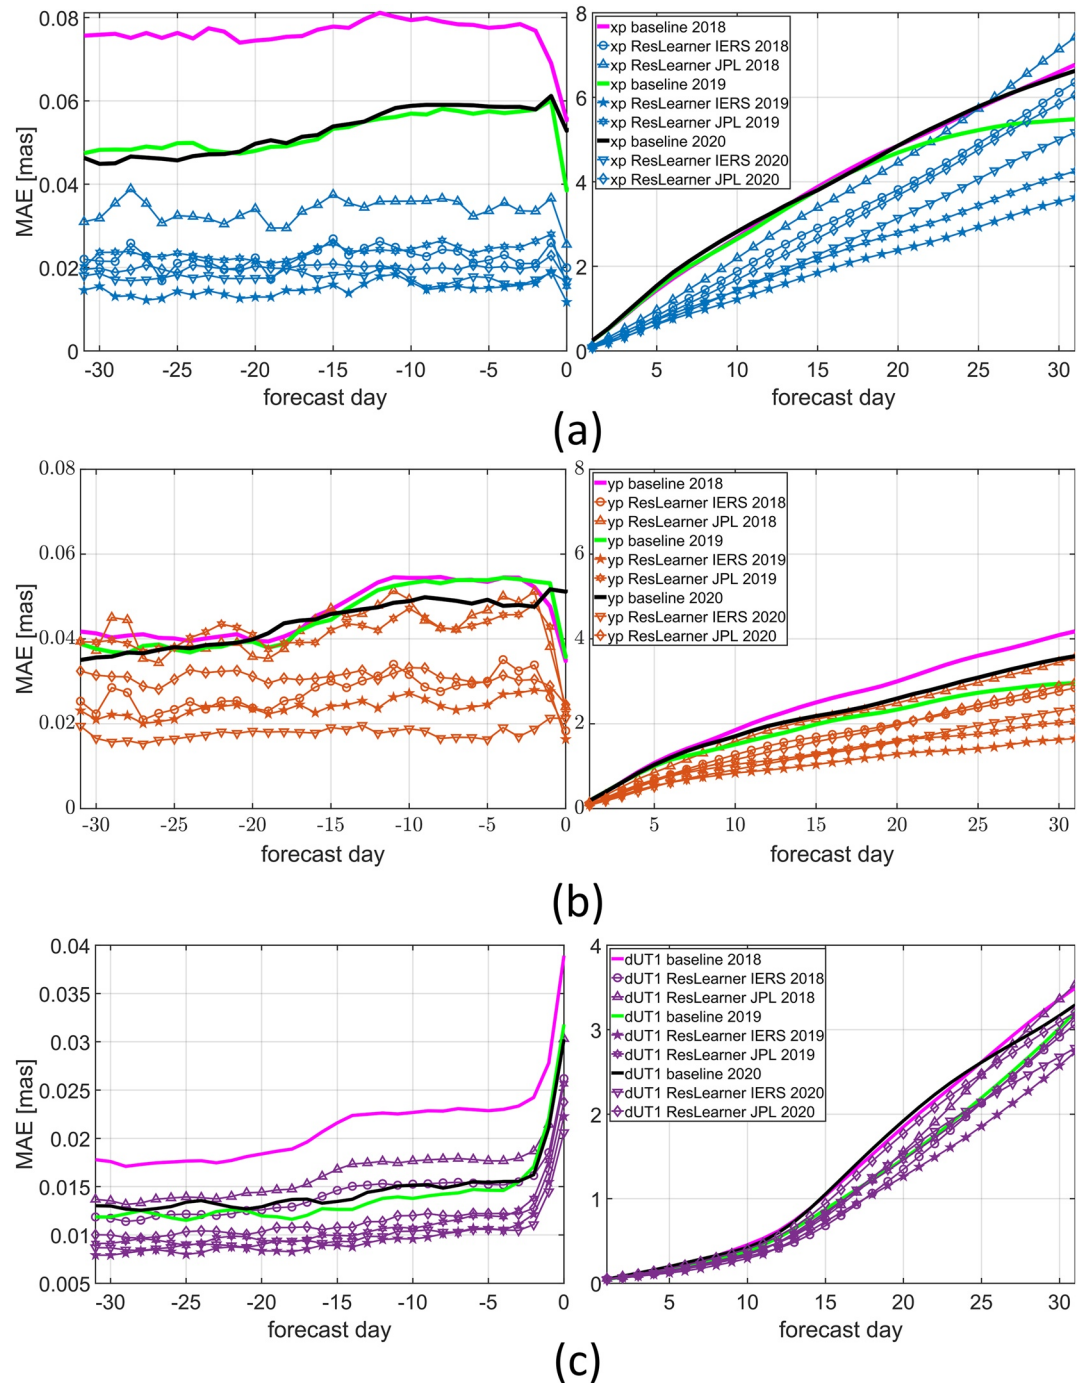 MAE [mas]
0.08
0.06
0.04
0.02
0
-30 -25 -20 -15 -10 -5 0
forecast day
8
6
4
2
0
xp baseline 2018
xp ResLearner IERS 2018
xp ResLearner JPL 2018
xp baseline 2019
xp ResLearner IERS 2019
xp ResLearner JPL 2019
xp baseline 2020
xp ResLearner IERS 2020
xp ResLearner JPL 2020
5 10 15 20 25 30
forecast day
(a)
MAE [mas]
0.08
0.06
0.04
0.02
0
-30 -25 -20 -15 -10 -5 0
forecast day
8
6
4
2
0
yp baseline 2018
yp ResLearner IERS 2018
yp ResLearner JPL 2018
yp baseline 2019
yp ResLearner IERS 2019
yp ResLearner JPL 2019
yp baseline 2020
yp ResLearner IERS 2020
yp ResLearner JPL 2020
5 10 15 20 25 30
forecast day
(b)
MAE [mas]
0.04
0.035
0.03
0.025
0.02
0.015
0.01
0.005
-30 -25 -20 -15 -10 -5 0
forecast day
4
3
2
1
0
dUT1 baseline 2018
dUT1 ResLearner IERS 2018
dUT1 ResLearner JPL 2018
dUT1 baseline 2019
dUT1 ResLearner IERS 2019
dUT1 ResLearner JPL 2019
dUT1 baseline 2020
dUT1 ResLearner IERS 2020
dUT1 ResLearner JPL 2020
5 10 15 20 25 30
forecast day
(c)